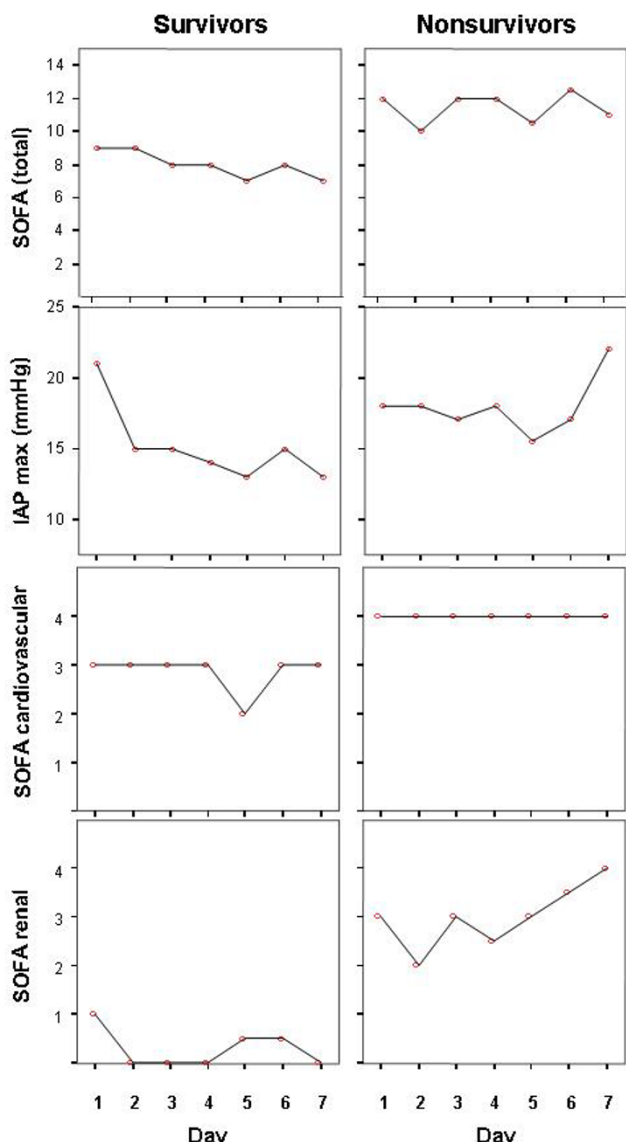 Survivors Nonsurvivors
SOFA (total)
14
12
10
8
6
4
2
IAP max (mmHg)
25
20
15
10
SOFA cardiovascular
4
3
2
1
SOFA renal
4
3
2
1
1 2 3 4 5 6 7 1 2 3 4 5 6 7
Day Day